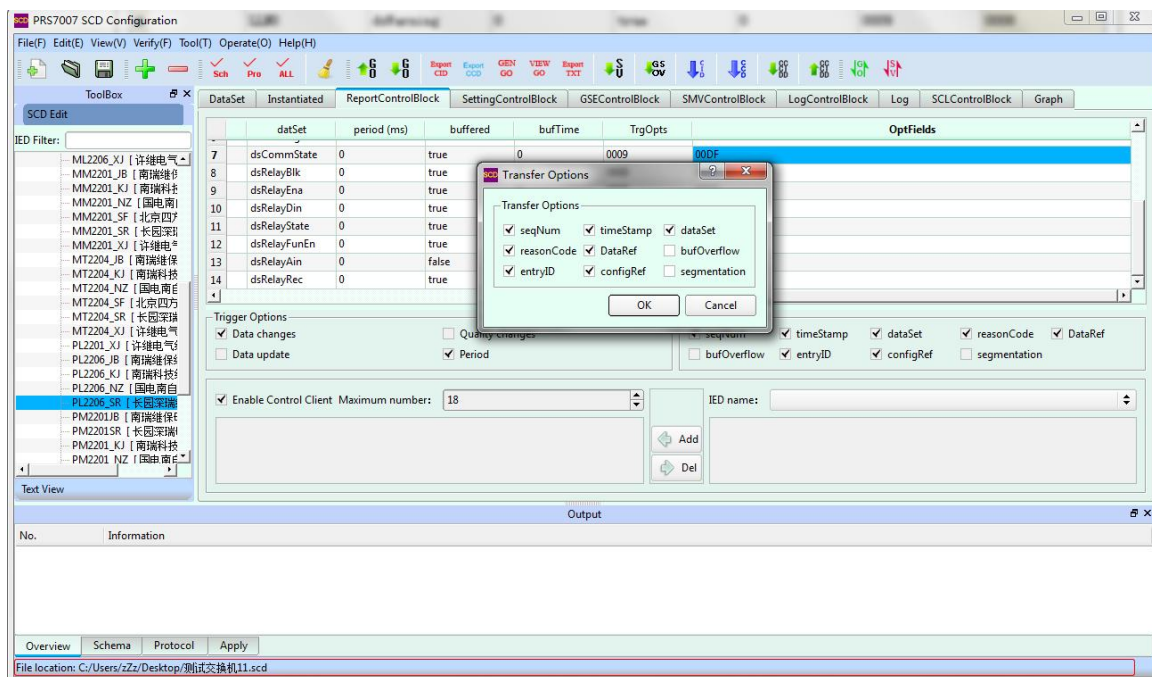 SCD PRS7007 SCD Configuration
File(F) Edit(E) View(V) Verify(F) Tool(T) Operate(O) Help(H)
Sch Pro ALL Export CID Export CCD GEN GO VIEW GO Export TXT
ToolBox
SCD Edit
IED Filter:
ML2206_XJ [ 许继电气
MM2201_JB [ 南瑞继保
MM2201_KJ [ 南瑞科技
MM2201_NZ [ 国电南
MM2201_SF [ 北京四方
MM2201_SR [ 长园深瑞
MM2201_XJ [ 许继电气
MT2204_JB [ 南瑞继保
MT2204_KJ [ 南瑞科技
MT2204_NZ [ 国电南自
MT2204_SF [ 北京四方
MT2204_SR [ 长园深瑞
MT2204_XJ [ 许继电气
PL2201_XJ [ 许继电气
PL2206_JB [ 南瑞继保
PL2206_KJ [ 南瑞科技
PL2206_NZ [ 国电南自
PL2206_SR [ 长园深瑞
PM2201JB [ 南瑞继保
PM2201SR [ 长园深瑞
PM2201_KJ [ 南瑞科技
PM2201_NZ [ 国电南自
Text View
DataSet Instantiated ReportControlBlock SettingControlBlock GSEControlBlock SMVControlBlock LogControlBlock Log SCLControlBlock Graph
datSet period (ms) buffered bufTime TrgOpts OptFields
7 dsCommState 0 true 0 0009 00DF
8 dsRelayBlk 0 true
9 dsRelayEna 0 true
10 dsRelayDin 0 true
11 dsRelayState 0 true
12 dsRelayFunEn 0 true
13 dsRelayAin 0 false
14 dsRelayRec 0 true
SCD Transfer Options
Transfer Options
seqNum timeStamp dataSet
reasonCode DataRef bufOverflow
entryID configRef segmentation
OK Cancel
Trigger Options
Data changes Quality changes
Data update Period
seqNum timeStamp dataSet reasonCode DataRef
bufOverflow entryID configRef segmentation
Enable Control Client Maximum number: 18
IED name:
Add
Del
Output
No. Information
Overview Schema Protocol Apply
File location: C:/Users/zZz/Desktop/测试交换机11.scd